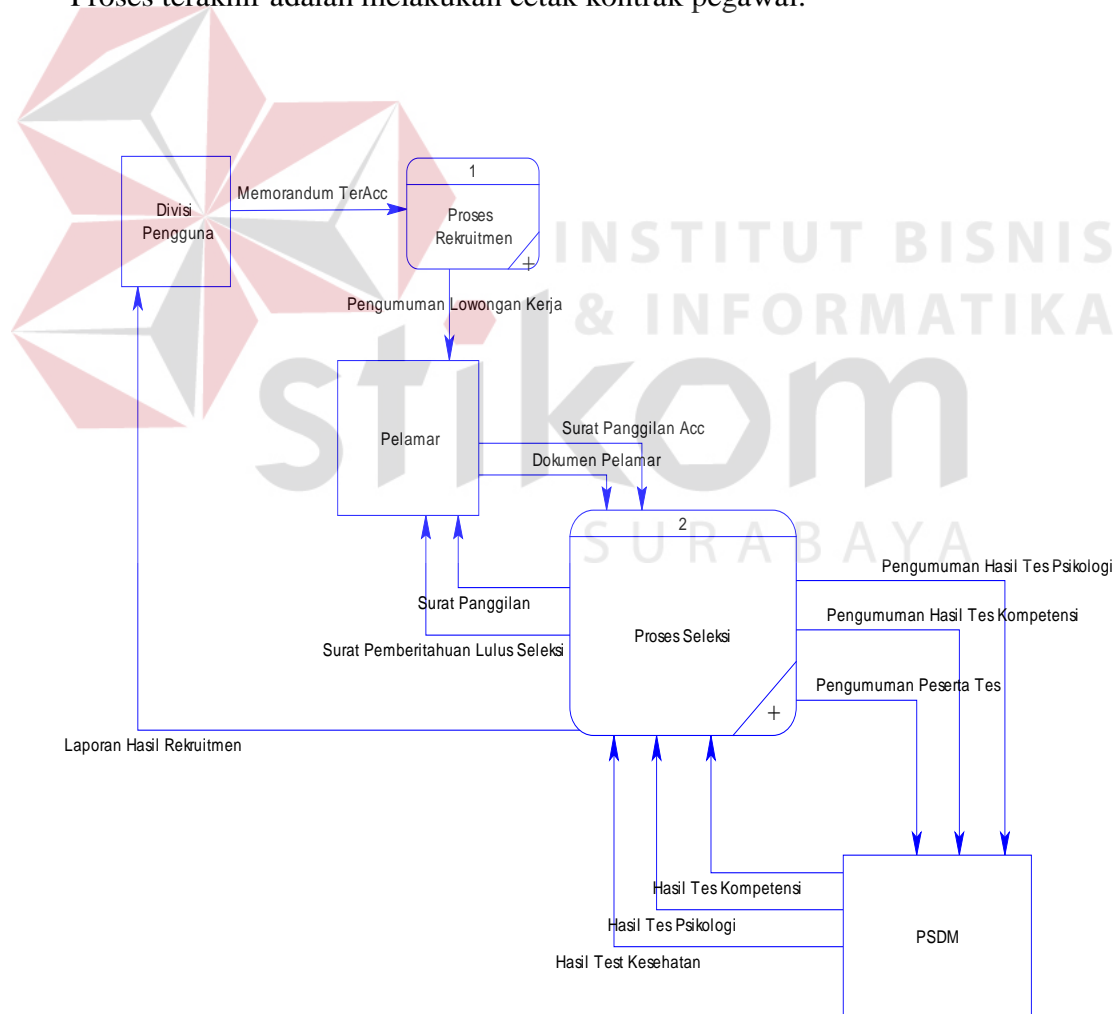 Proses terakhir adalah melakukan cetak kontrak pegawai.
1
Memorandum TerAcc
Divisi
Pengguna
Proses
Rekruitmen
+
INSTITUT BISNIS
& INFORMATIKA
Pengumuman Lowongan Kerja
stikom
SURABAYA
Pelamar
Surat Panggilan Acc
Dokumen Pelamar
2
Pengumuman Hasil Tes Psikologi
Surat Panggilan
Pengumuman Hasil Tes Kompetensi
Proses Seleksi
Surat Pemberitahuan Lulus Seleksi
Pengumuman Peserta Tes
+
Laporan Hasil Rekruitmen
Hasil Tes Kompetensi
Hasil Tes Psikologi
PSDM
Hasil Test Kesehatan